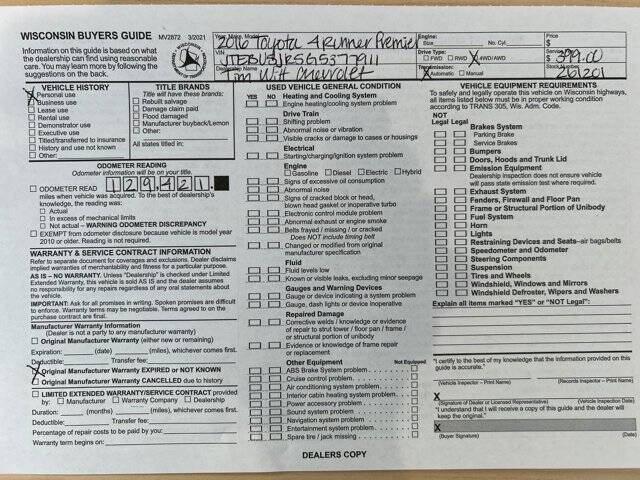 WISCONSIN BUYERS GUIDE MV2872 3/2021
Information on this guide is based on what
the dealership can find using reasonable
care. You may learn more by following the
suggestions on the back.
Year, Make, Model
2016 Toyota 4Runner Premier
VIN
Dealership Name
Tim Witt Chevrolet
Engine:
Size No. Cyl.
Drive Type:
FWD RWD X 4WD/AWD
Transmission:
X Automatic Manual
Price
$
Service Fee
$ 399.00
Stock Number
261201
VEHICLE HISTORY
X Personal use
Business use
Lease use
Rental use
Demonstrator use
Executive use
Titled/transferred to insurance
History and use not known
Other:
TITLE BRANDS
Title will have these brands:
Rebuilt salvage
Damage claim paid
Flood damaged
Manufacturer buyback/Lemon
Other:
All states titled in:
ODOMETER READING
Odometer information will be on your title.
ODOMETER READ 129,421.
miles when vehicle was acquired. To the best of dealership's
knowledge, the reading was:
Actual
In excess of mechanical limits
Not actual – WARNING ODOMETER DISCREPANCY
EXEMPT from odometer disclosure because vehicle is model year
2010 or older. Reading is not required.
WARRANTY & SERVICE CONTRACT INFORMATION
Refer to separate document for coverages and exclusions. Dealer disclaims
implied warranties of merchantability and fitness for a particular purpose.
AS IS – NO WARRANTY. Unless "Dealership" is checked under Limited
Extended Warranty, this vehicle is sold AS IS and the dealer assumes
no responsibility for any repairs regardless of any oral statements about
the vehicle.
IMPORTANT: Ask for all promises in writing. Spoken promises are difficult
to enforce. Warranty terms may be negotiable. Terms agreed to on the
purchase contract are final.
Manufacturer Warranty Information
(Dealer is not a party to any manufacturer warranty)
Original Manufacturer Warranty (either new or remaining)
Expiration: (date) (miles), whichever comes first.
Deductible: Transfer fee:
X Original Manufacturer Warranty EXPIRED or NOT KNOWN
Original Manufacturer Warranty CANCELLED due to history
LIMITED EXTENDED WARRANTY/SERVICE CONTRACT provided
by: Manufacturer Warranty Company Dealership
Duration: (months) (miles), whichever comes first.
Deductible: Transfer fee:
Percentage of repair costs to be paid by you:
Warranty term begins on:
USED VEHICLE GENERAL CONDITION
YES NO Heating and Cooling System
Engine heating/cooling system problem
Drive Train
Shifting problem
Abnormal noise or vibration
Visible cracks or damage to cases or housings
Electrical
Starting/charging/ignition system problem
Engine
Gasoline Diesel Electric Hybrid
Signs of excessive oil consumption
Abnormal noise
Signs of cracked block or head,
blown head gasket or inoperative turbo
Electronic control module problem
Abnormal exhaust or engine smoke
Belts frayed / missing / or cracked
Does NOT include timing belt
Changed or modified from original
manufacturer specification
Fluid
Fluid levels low
Known or visible leaks, excluding minor seepage
Gauges and Warning Devices
Gauge or device indicating a system problem
Gauge, dash lights or device inoperative
Repaired Damage
Corrective welds / knowledge or evidence
of repair to strut tower / floor pan / frame /
or structural portion of unibody
Evidence or knowledge of frame repair
or replacement
Other Equipment Not Equipped
ABS Brake System problem
Cruise control problem
Air conditioning system problem
Interior cabin heating system problem
Power accessory problem
Sound system problem
Navigation system problem
Entertainment system problem
Spare tire / jack missing
DEALERS COPY
VEHICLE EQUIPMENT REQUIREMENTS
To safely and legally operate this vehicle on Wisconsin highways,
all items listed below must be in proper working condition
according to TRANS 305, Wis. Adm. Code.
NOT
Legal Legal
Brakes System
Parking Brake
Service Brakes
Bumpers
Doors, Hoods and Trunk Lid
Emission Equipment
Dealership inspection does not ensure vehicle
will pass state emission test where required.
Exhaust System
Fenders, Firewall and Floor Pan
Frame or Structural Portion of Unibody
Fuel System
Horn
Lights
Restraining Devices and Seats–air bags/belts
Speedometer and Odometer
Steering Components
Suspension
Tires and Wheels
Windshield, Windows and Mirrors
Windshield Defroster, Wipers and Washers
Explain all items marked "YES" or "NOT Legal":
"I certify to the best of my knowledge that the information provided on this
guide is accurate."
(Vehicle Inspector – Print Name) (Records Inspector – Print Name)
X
(Signature of Dealer or Licensed Representative) (Vehicle Inspection Date)
"I understand that I will receive a copy of this guide and the dealer will
keep the original."
X
(Buyer Signature) (Date)